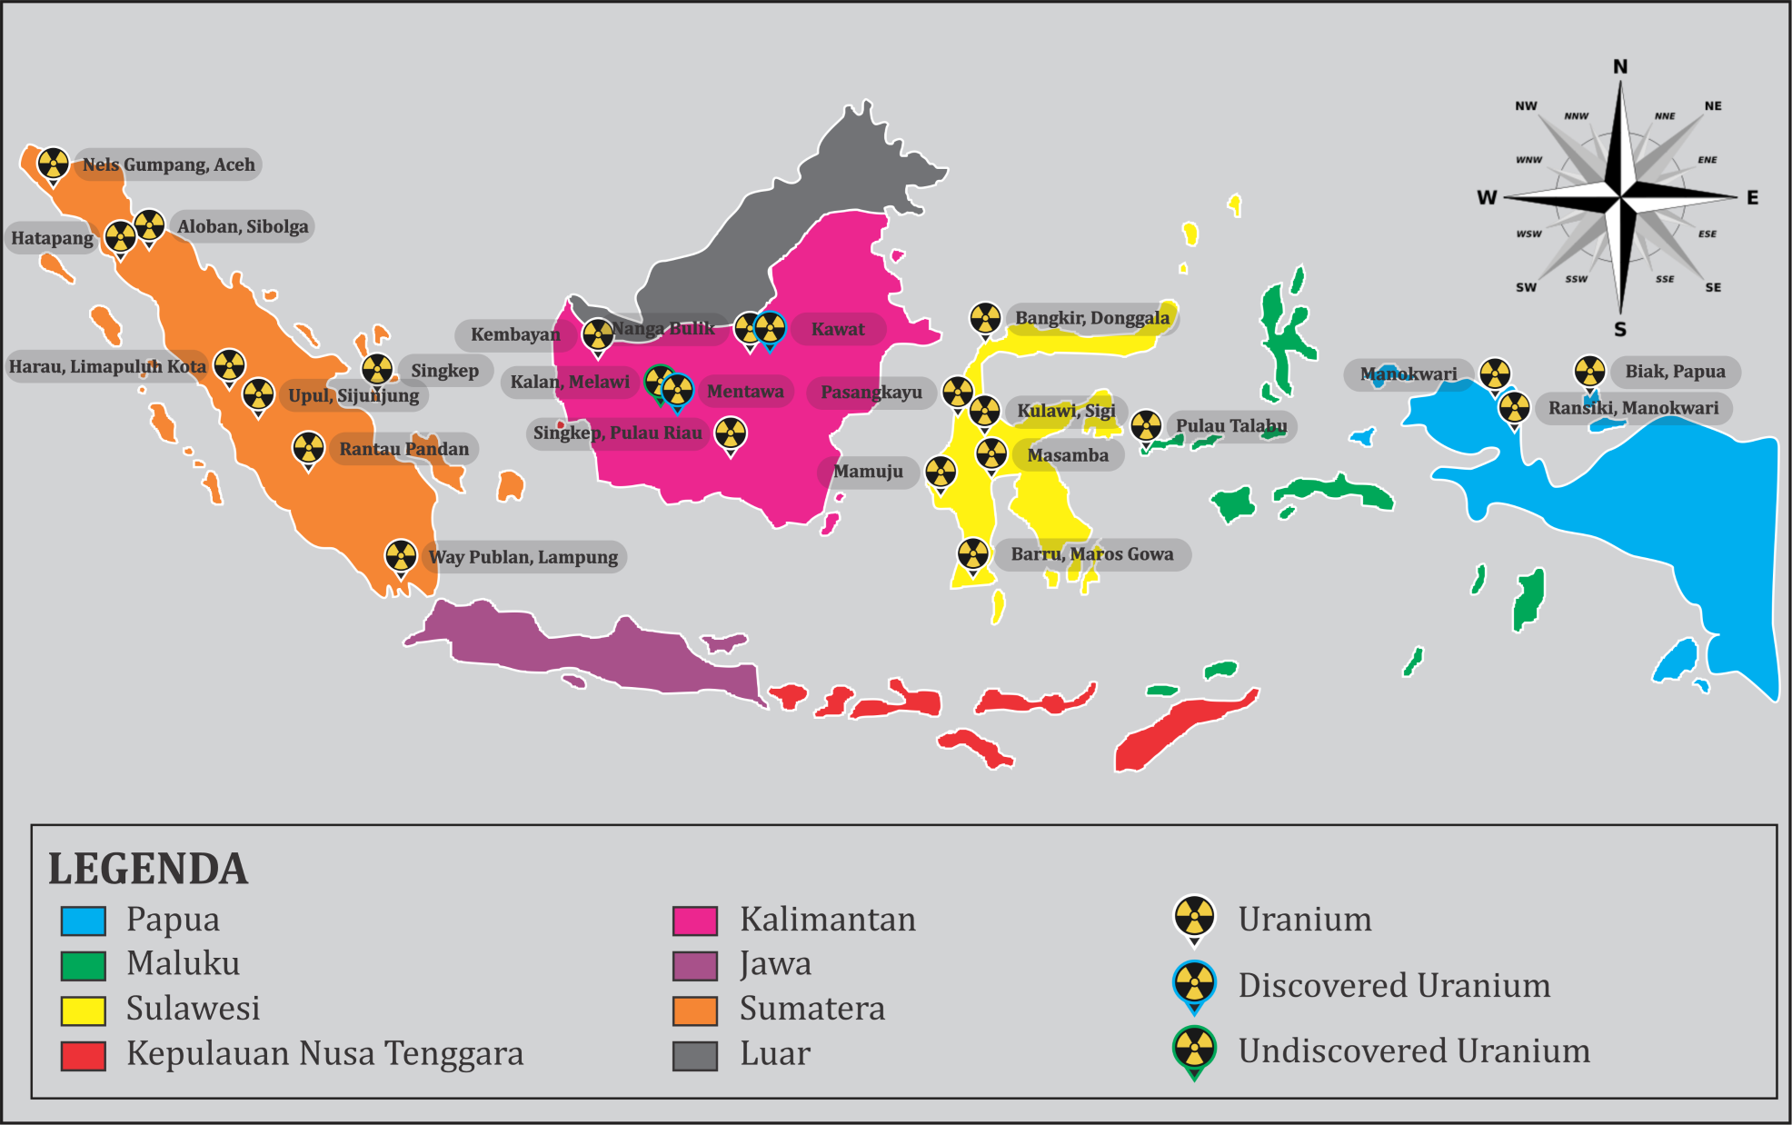 N
NW
NE
NNW
NNE
WNW
ENE
W
E
WSW
ESE
SW
SE
SSW
SSE
S
Nels Gumpang, Aceh
Hatapang
Aloban, Sibolga
Harau, Limapuluh Kota
Upul, Sijunjung
Singkep
Rantau Pandan
Way Publan, Lampung
Kembayan
Nanga Bulik
Kawat
Kalan, Melawi
Mentawa
Singkep, Pulau Riau
Bangkir, Donggala
Pasangkayu
Kulawi, Sigi
Mamuju
Masamba
Barru, Maros Gowa
Pulau Talabu
Manokwari
Biak, Papua
Ransiki, Manokwari
LEGENDA
Papua
Maluku
Sulawesi
Kepulauan Nusa Tenggara
Kalimantan
Jawa
Sumatera
Luar
Uranium
Discovered Uranium
Undiscovered Uranium